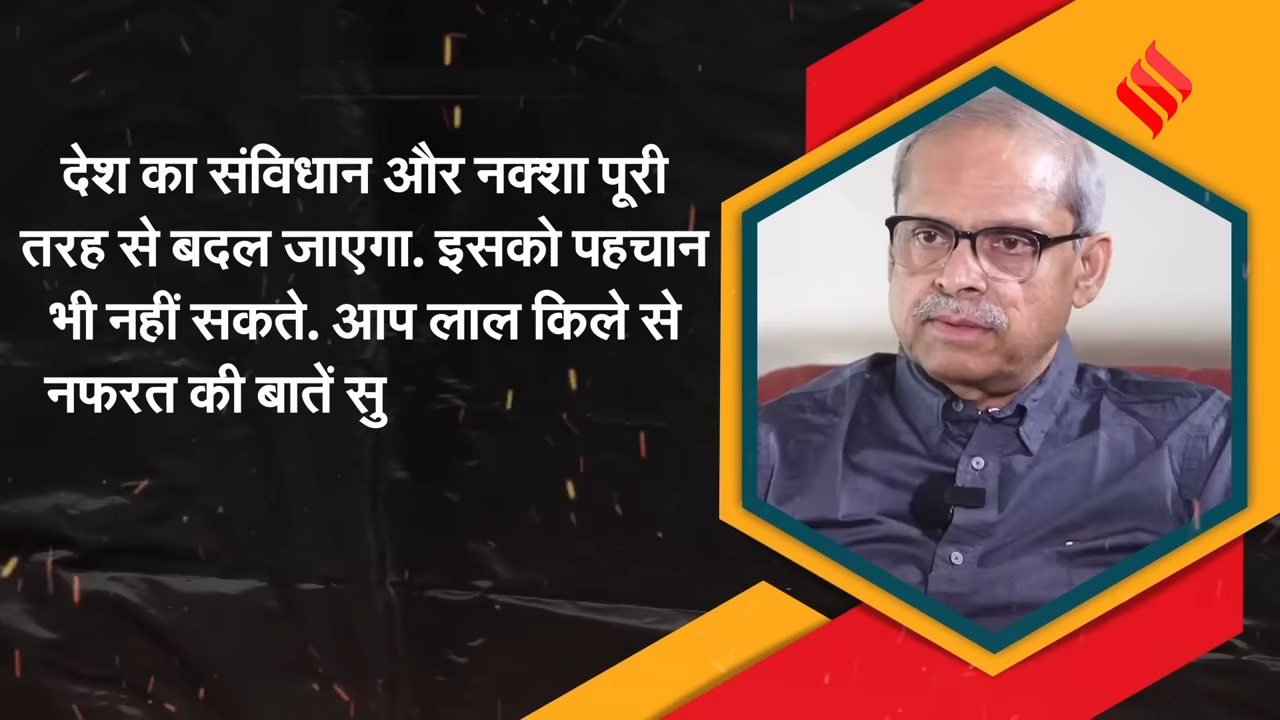 देश का संविधान और नक्शा पूरी
तरह से बदल जाएगा. इसको पहचान
भी नहीं सकते. आप लाल किले से
नफरत की बातें सु